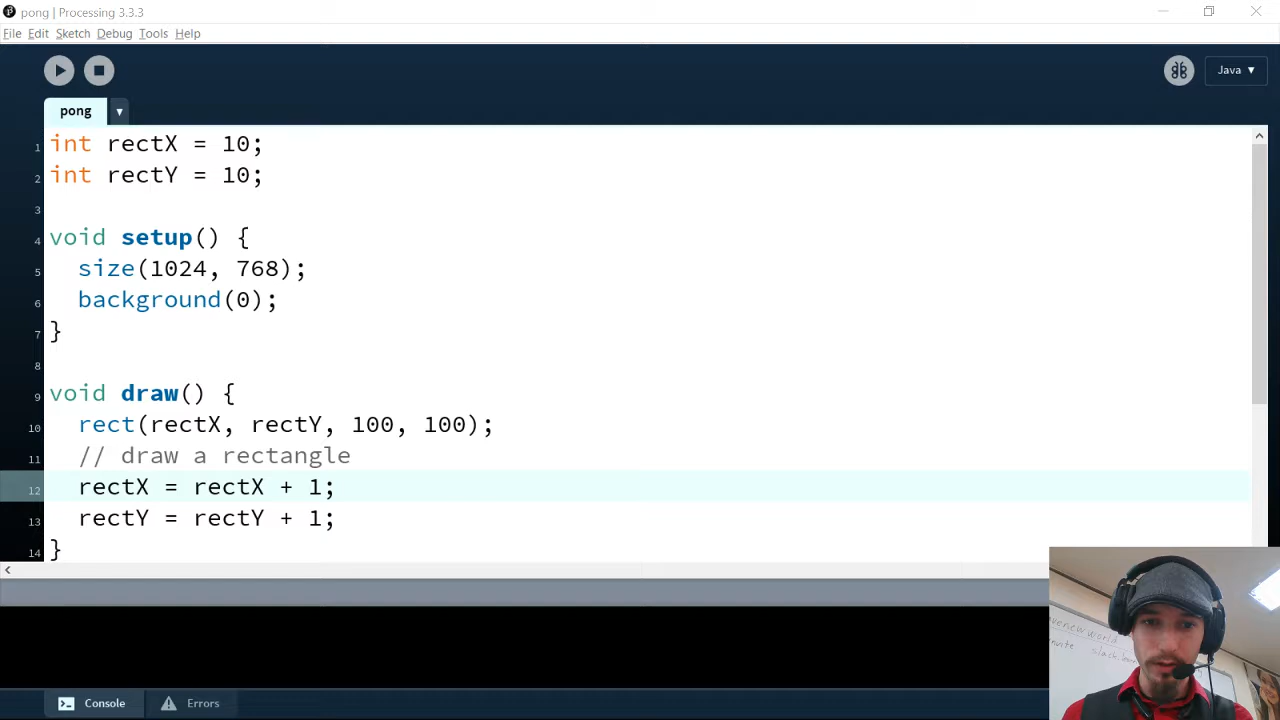 pong | Processing 3.3.3
File Edit Sketch Debug Tools Help
Java ▼
pong ▼
1 int rectX = 10;
2 int rectY = 10;
3
4 void setup() {
5   size(1024, 768);
6   background(0);
7 }
8
9 void draw() {
10   rect(rectX, rectY, 100, 100);
11   // draw a rectangle
12   rectX = rectX + 1;
13   rectY = rectY + 1;
14 }
new world
Console Errors